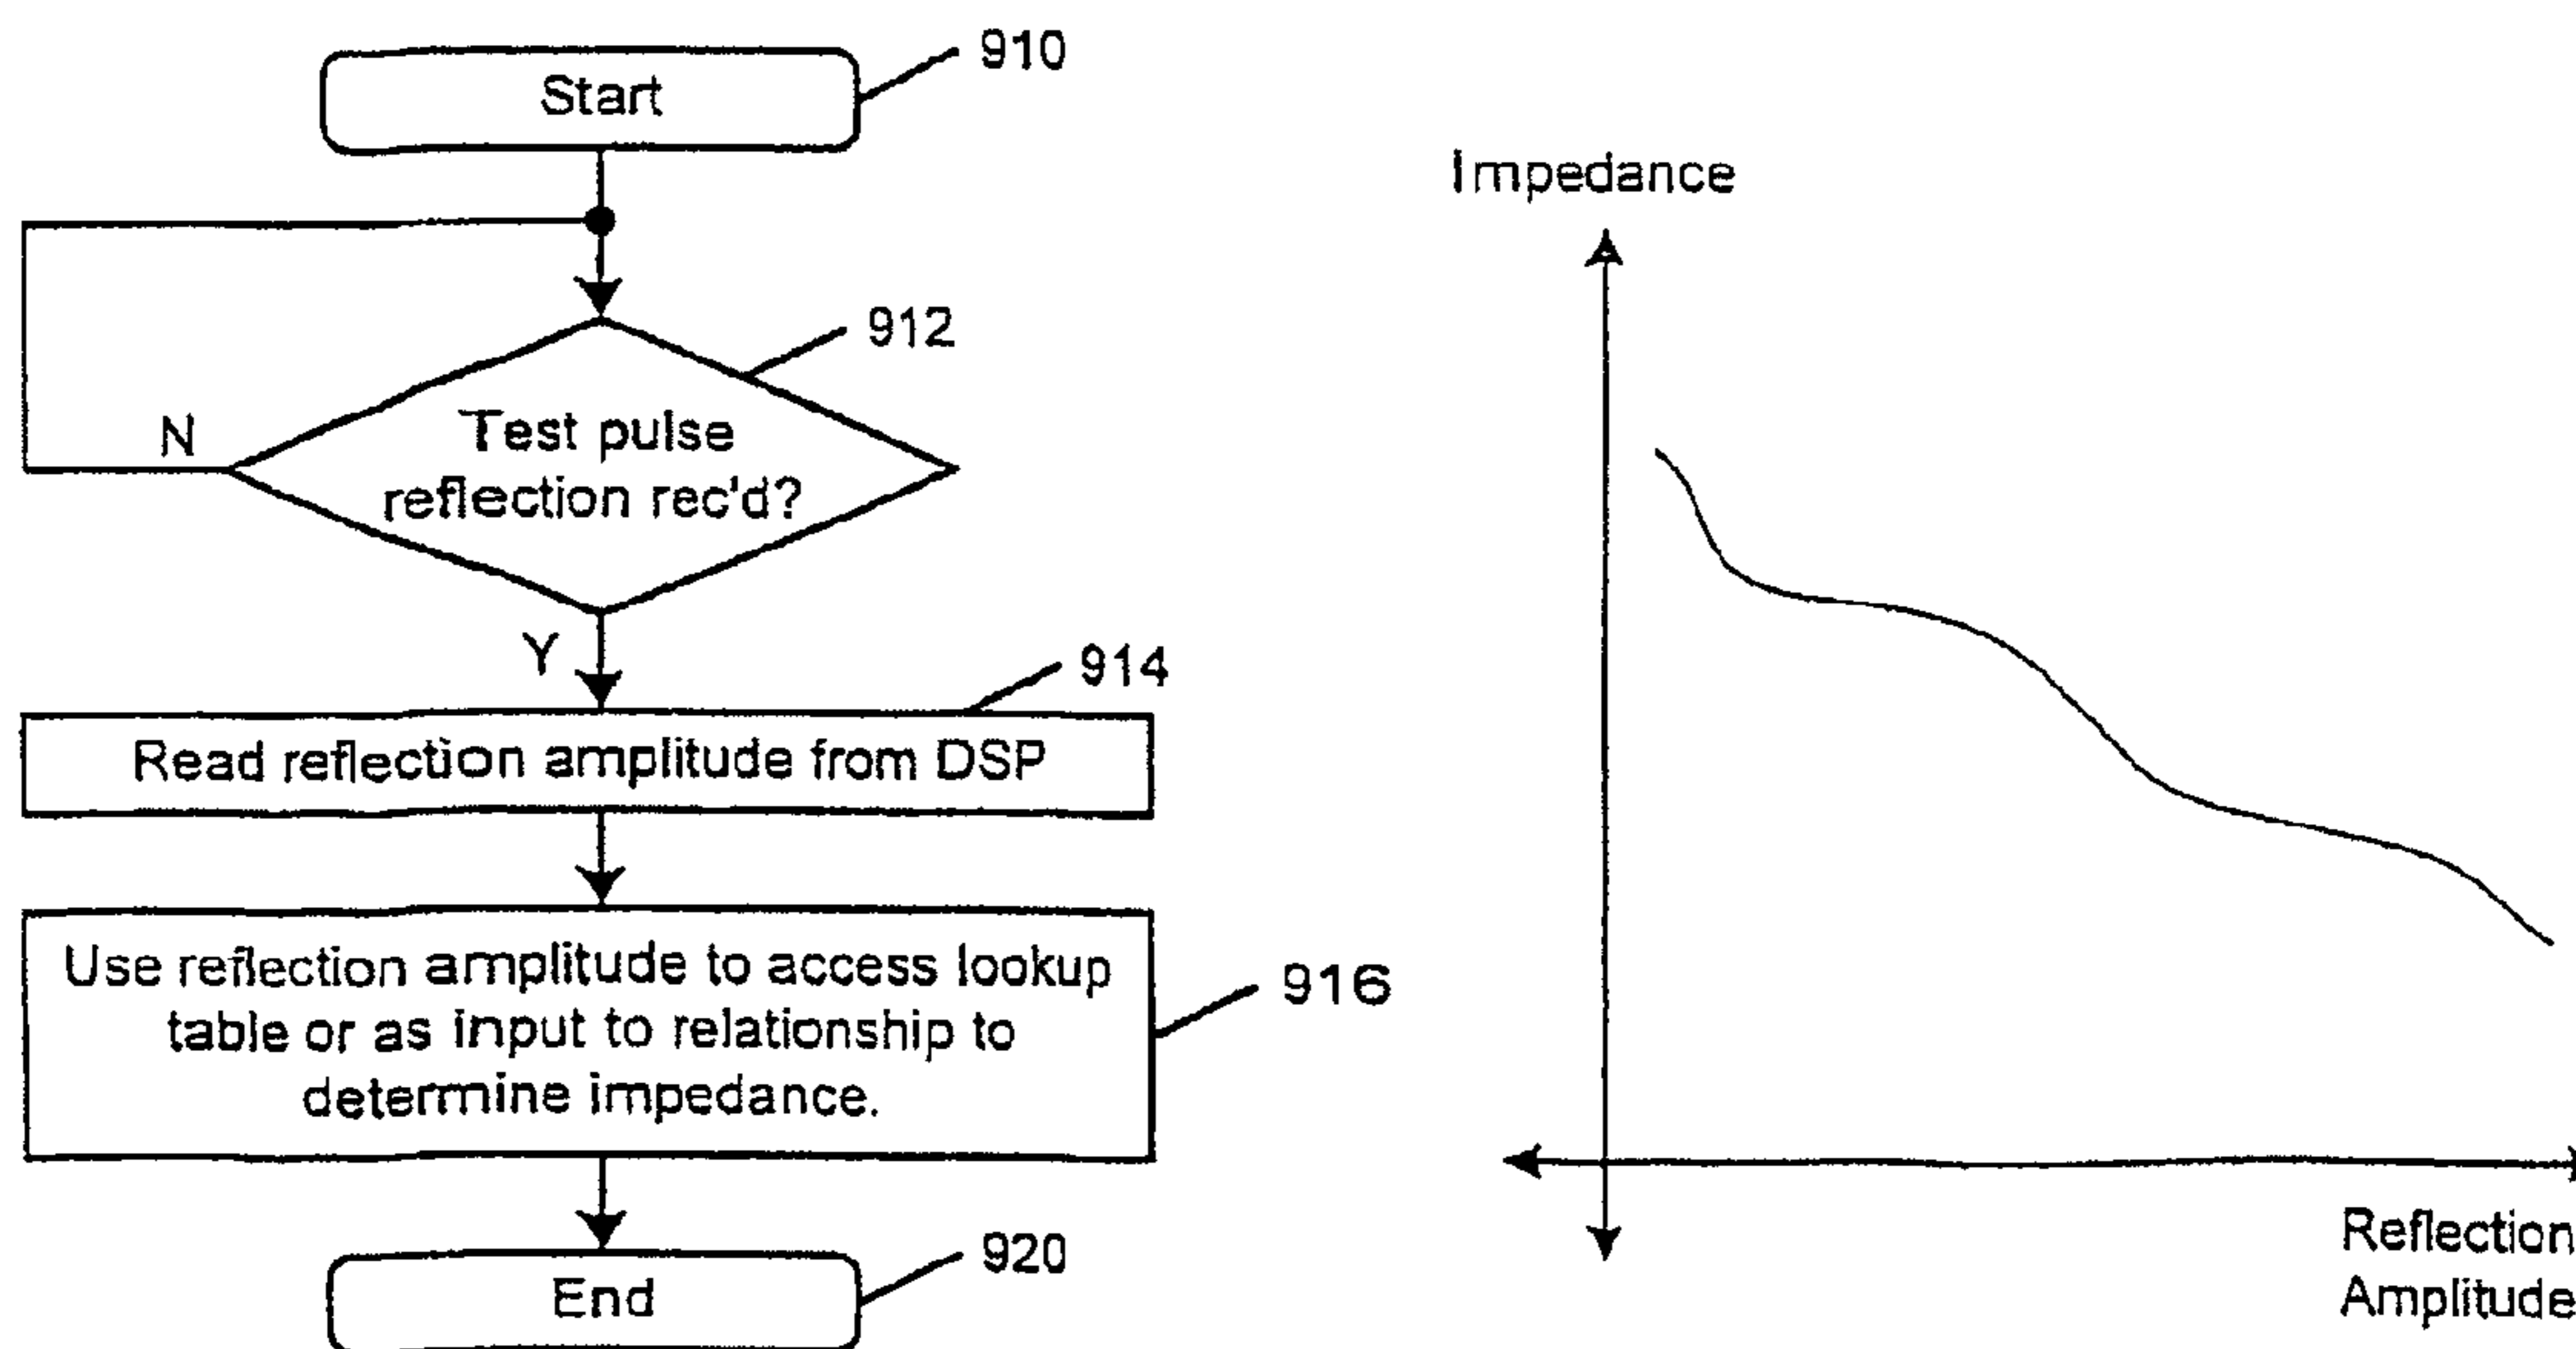 Start
910
912
N
Test pulse
reflection rec'd?
Y
914
Read reflection amplitude from DSP
Use reflection amplitude to access lookup
table or as input to relationship to
determine impedance.
916
End
920
Impedance
Reflection
Amplitude